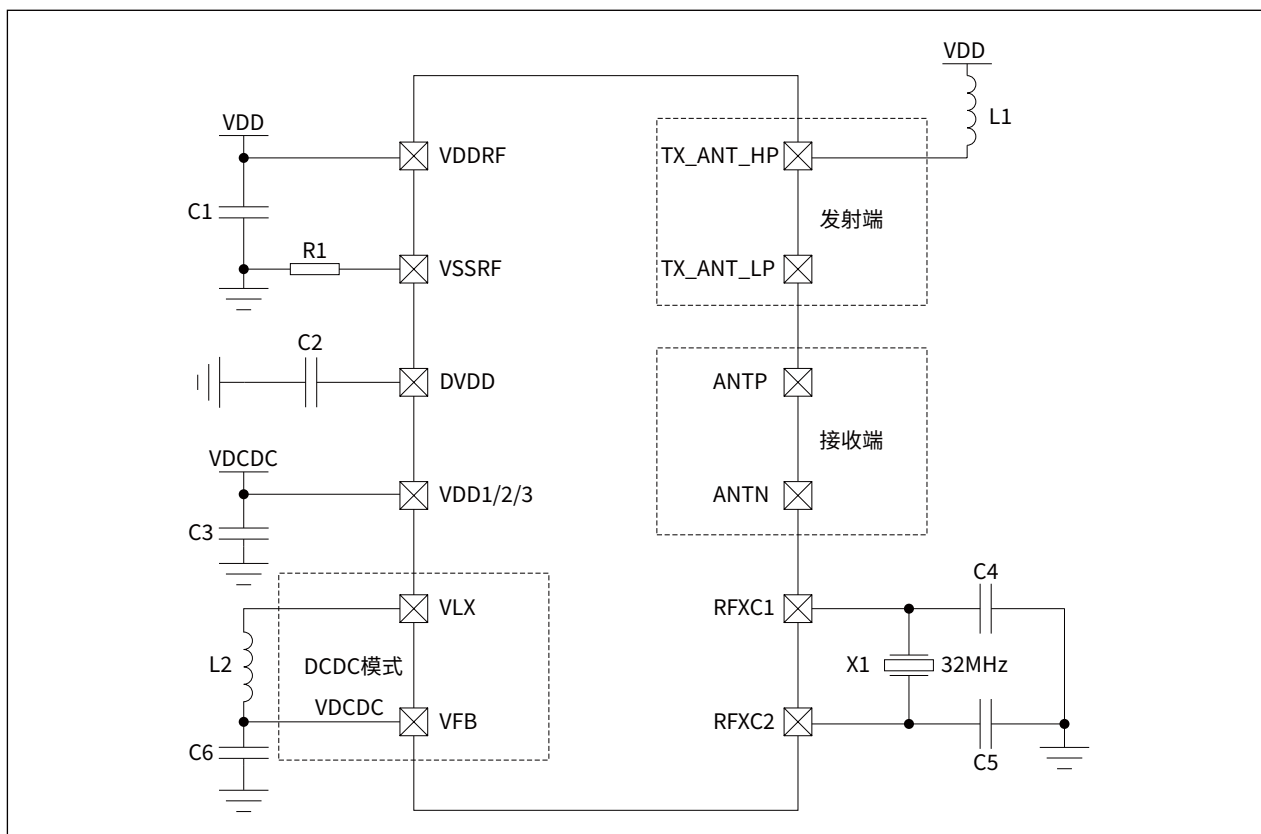 VDD
L1
VDD
VDDRF
TX_ANT_HP
C1
发射端
R1
VSSRF
TX_ANT_LP
C2
DVDD
ANTP
接收端
VDCDC
VDD1/2/3
ANTN
C3
C4
VLX
RFXC1
L2
DCDC模式
X1
32MHz
VDCDC
VFB
RFXC2
C6
C5